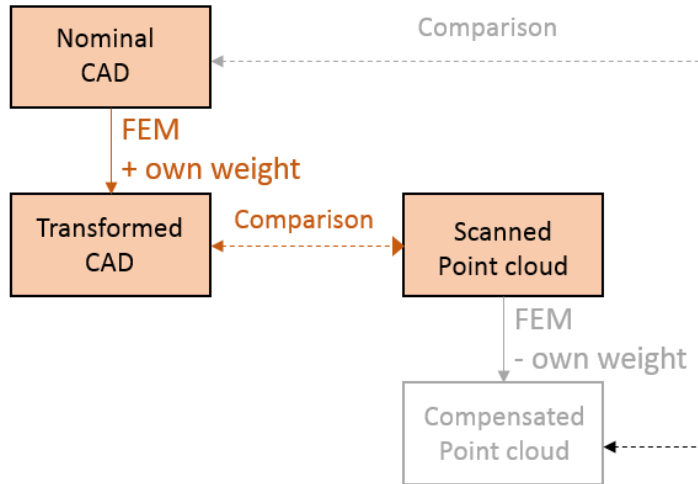 Nominal
CAD
Comparison
FEM
+ own weight
Transformed
CAD
Comparison
Scanned
Point cloud
FEM
- own weight
Compensated
Point cloud